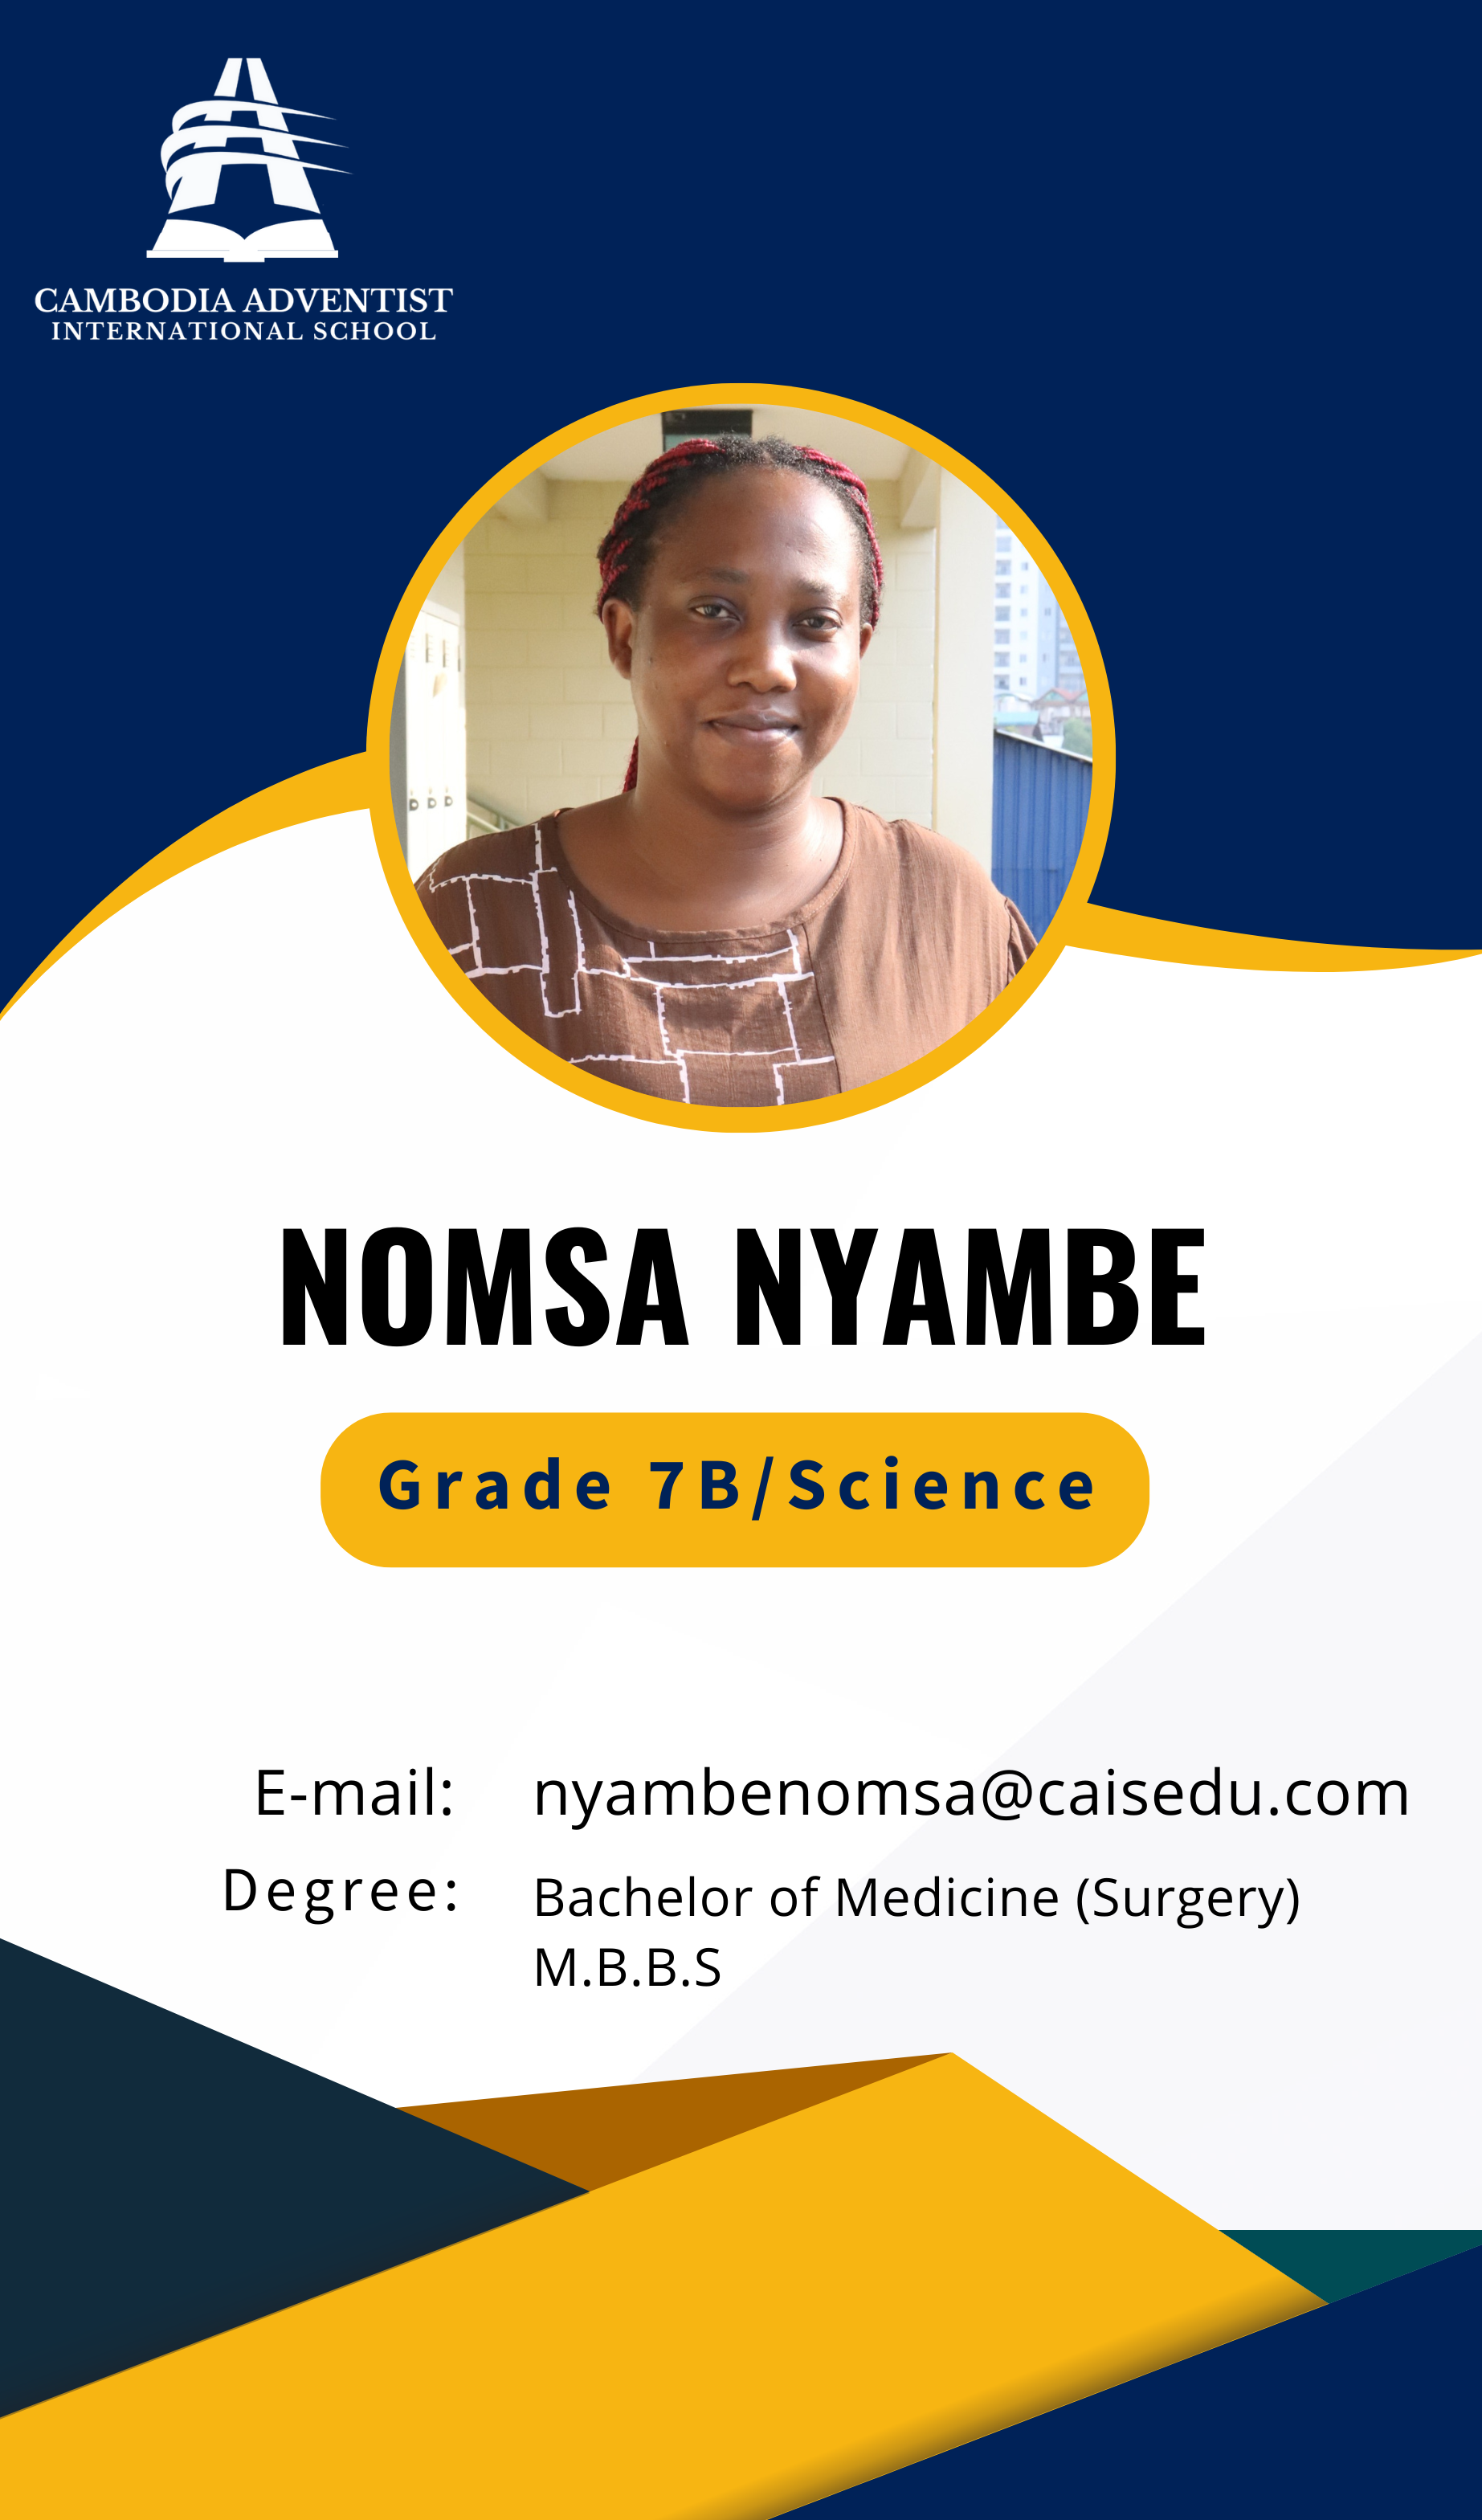 CAMBODIA ADVENTIST
INTERNATIONAL SCHOOL
NOMSA NYAMBE
Grade 7B/Science
E-mail: nyambenomsa@caisedu.com
Degree: Bachelor of Medicine (Surgery)
M.B.B.S